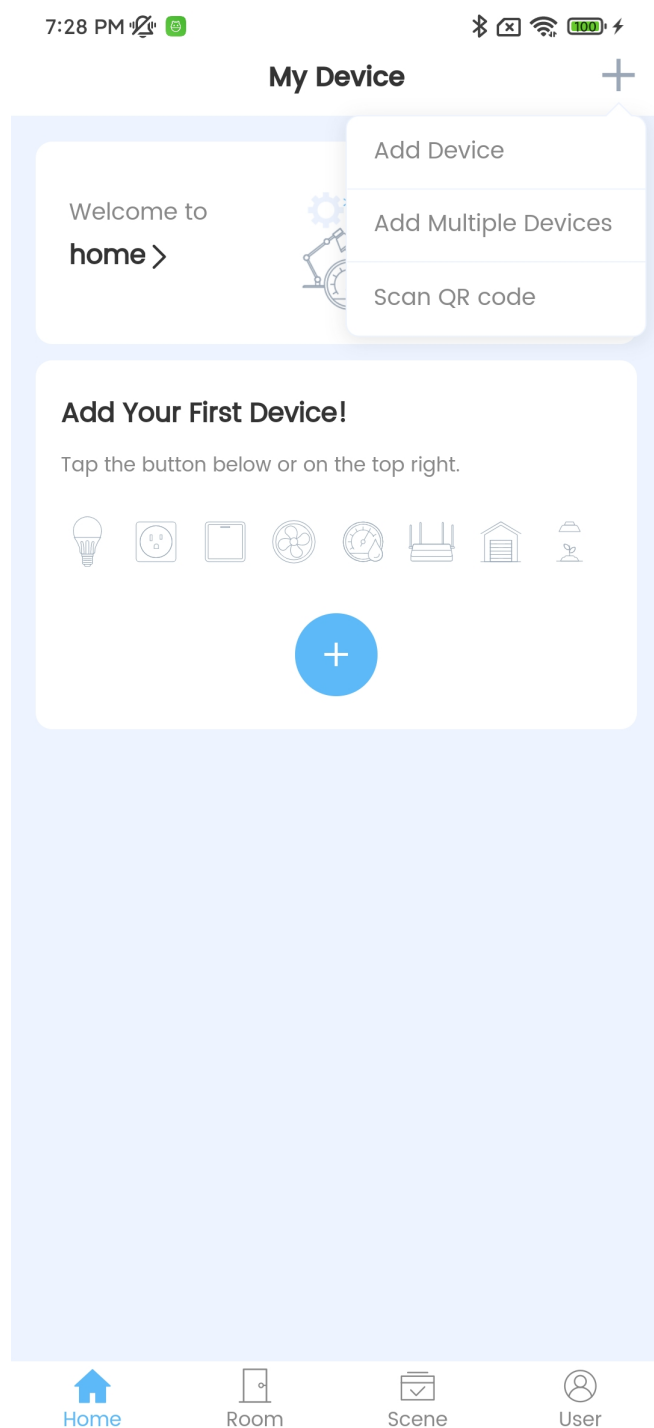 7:28 PM
100
My Device
Add Device
Add Multiple Devices
Scan QR code
Welcome to
home
Add Your First Device!
Tap the button below or on the top right.
Home
Room
Scene
User